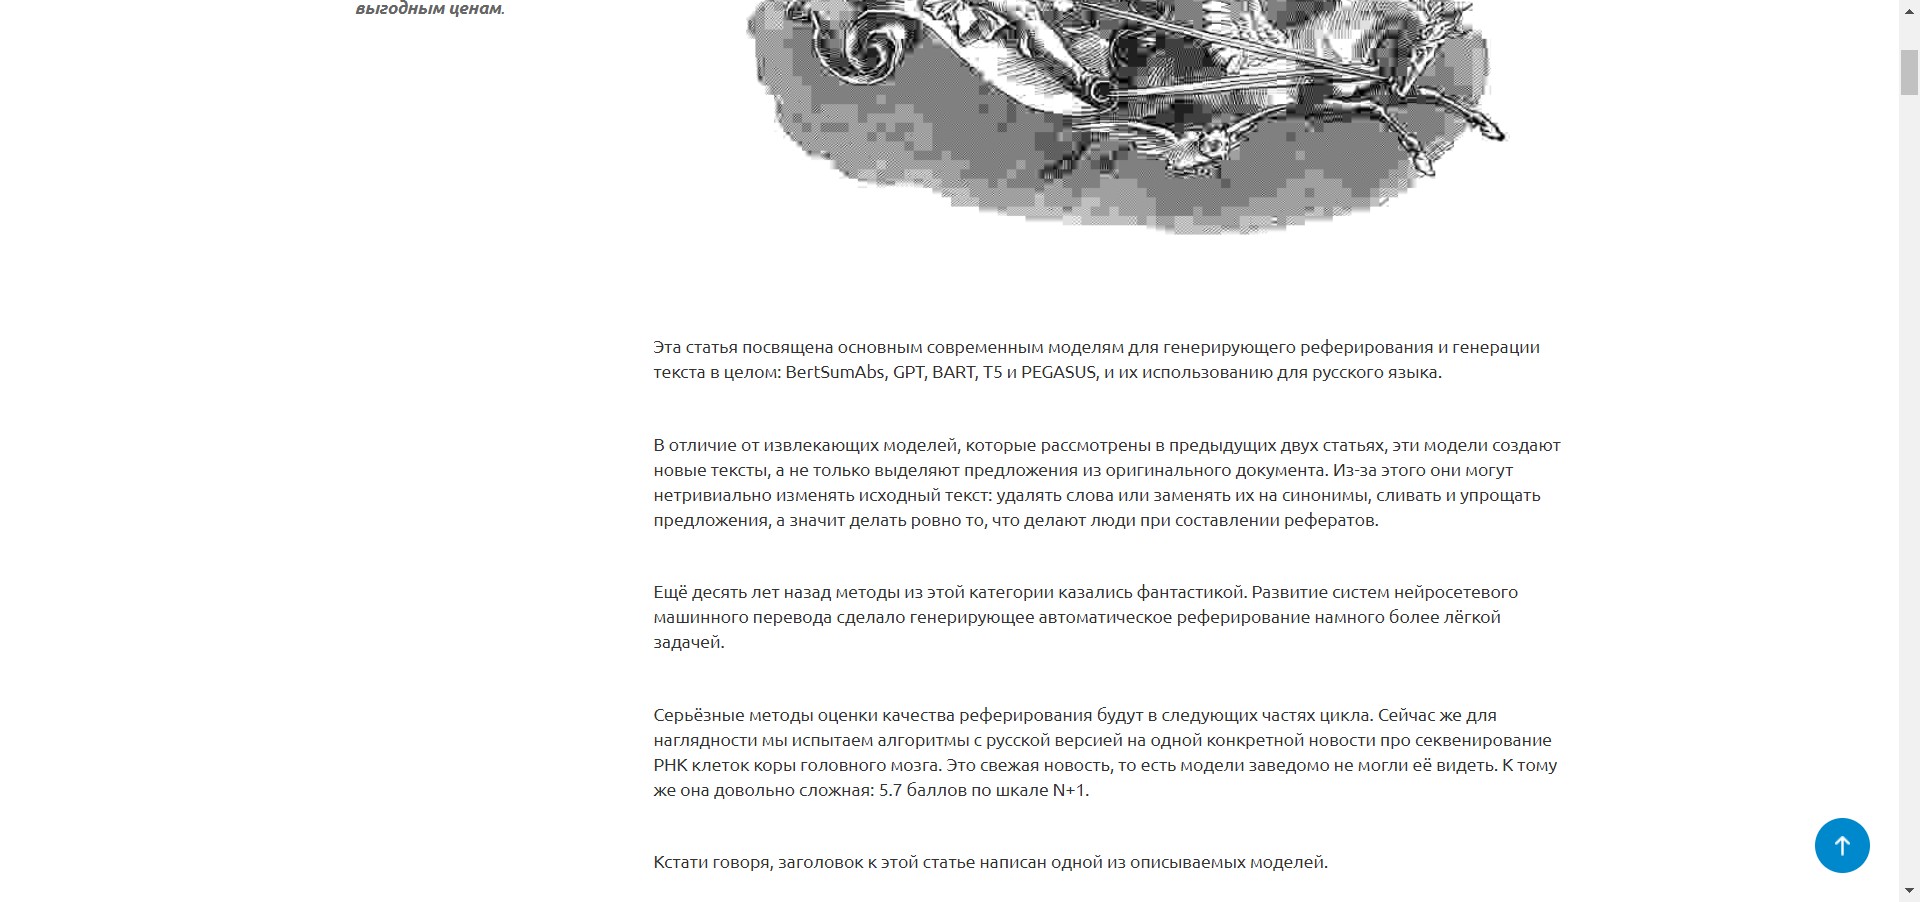 выгодным ценам.
Эта статья посвящена основным современным моделям для генерирующего реферирования и генерации
текста в целом: BertSumAbs, GPT, BART, T5 и PEGASUS, и их использованию для русского языка.
В отличие от извлекающих моделей, которые рассмотрены в предыдущих двух статьях, эти модели создают
новые тексты, а не только выделяют предложения из оригинального документа. Из-за этого они могут
нетривиально изменять исходный текст: удалять слова или заменять их на синонимы, сливать и упрощать
предложения, а значит делать ровно то, что делают люди при составлении рефератов.
Ещё десять лет назад методы из этой категории казались фантастикой. Развитие систем нейросетевого
машинного перевода сделало генерирующее автоматическое реферирование намного более лёгкой
задачей.
Серьёзные методы оценки качества реферирования будут в следующих частях цикла. Сейчас же для
наглядности мы испытаем алгоритмы с русской версией на одной конкретной новости про секвенирование
РНК клеток коры головного мозга. Это свежая новость, то есть модели заведомо не могли её видеть. К тому
же она довольно сложная: 5.7 баллов по шкале N+1.
Кстати говоря, заголовок к этой статье написан одной из описываемых моделей.